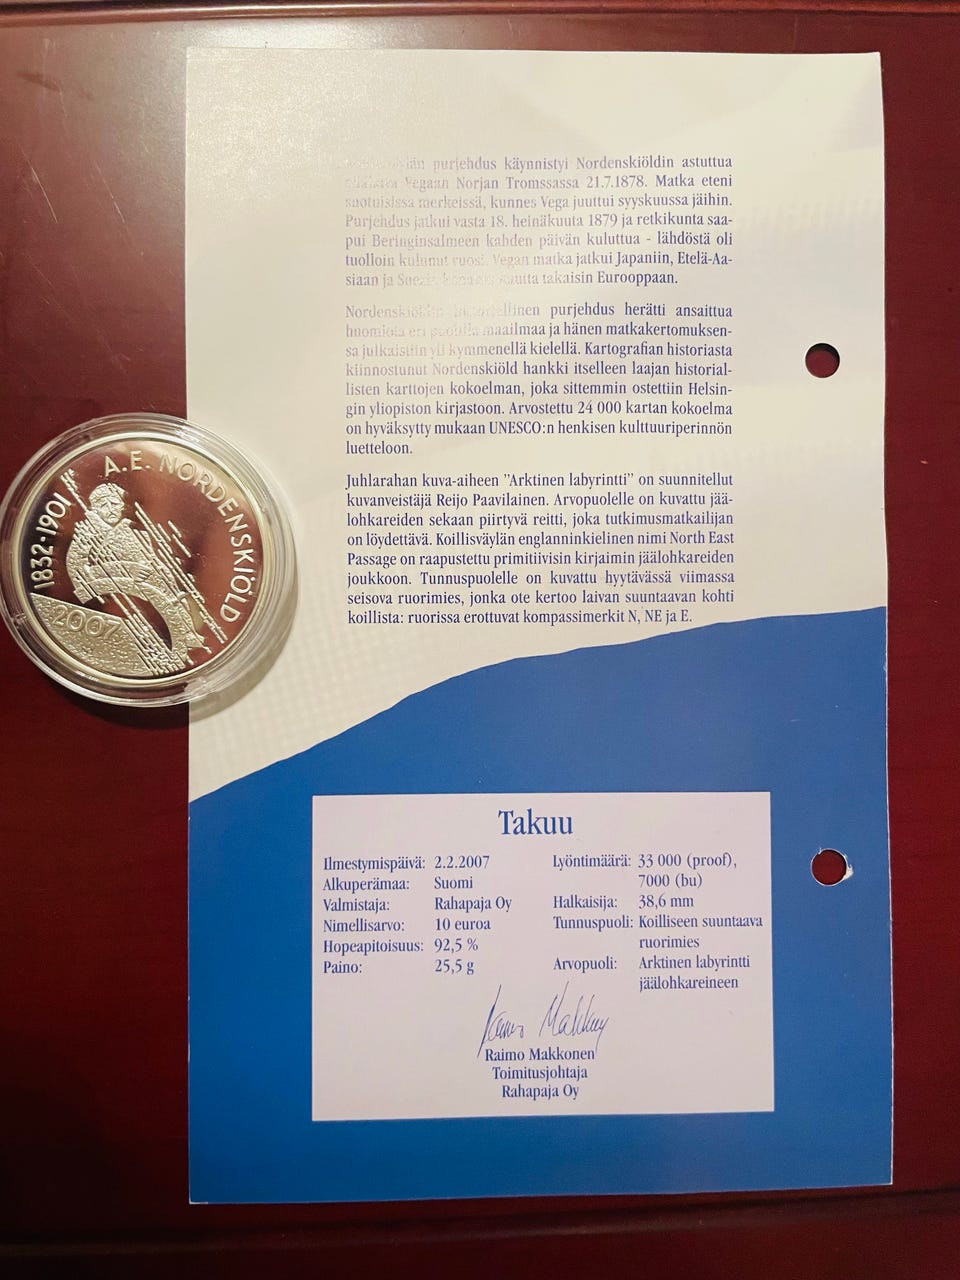 A.E. NORDENSKIÖLD
1832-1901
2007
purjehdus käynnistyi Nordenskiöldin astuttua
Vegaan Norjan Tromssassa 21.7.1878. Matka eteni
suotuisissa merkeissä, kunnes Vega juuttui syyskuussa jäihin.
Purjehdus jatkui vasta 18. heinäkuuta 1879 ja retkikunta saa-
pui Beringinsalmeen kahden päivän kuluttua - lähdöstä oli
tuolloin kulunut vuosi. Vegan matka jatkui Japaniin, Etelä-Aa-
siaan ja takaisin Eurooppaan.
Nordenskiöldin purjehdus herätti ansaittua
huomiota eri puolilla maailmaa ja hänen matkakertomuksen-
sa julkaistiin yli kymmenellä kielellä. Kartografian historiasta
kiinnostunut Nordenskiöld hankki itselleen laajan historial-
listen karttojen kokoelman, joka sittemmin ostettiin Helsin-
gin yliopiston kirjastoon. Arvostettu 24 000 kartan kokoelma
on hyväksytty mukaan UNESCO:n henkisen kulttuuriperinnön
luetteloon.
Juhlarahan kuva-aiheen ”Arktinen labyrintti” on suunnitellut
kuvanveistäjä Reijo Paavilainen. Arvopuolelle on kuvattu jää-
lohkareiden sekaan piirtyvä reitti, joka tutkimusmatkailijan
on löydettävä. Koillisväylän englanninkielinen nimi North East
Passage on raapustettu primitiivisin kirjaimin jäälohkareiden
joukkoon. Tunnuspuolelle on kuvattu hyytävässä viimassa
seisova ruorimies, jonka ote kertoo laivan suuntaavan kohti
koillista: ruorissa erottuvat kompassimerkit N, NE ja E.
Takuu
Ilmestymispäivä: 2.2.2007
Alkuperämaa: Suomi
Valmistaja: Rahapaja Oy
Nimellisarvo: 10 euroa
Hopeapitoisuus: 92,5 %
Paino: 25,5 g
Lyöntimäärä: 33 000 (proof),
7000 (bu)
Halkaisija: 38,6 mm
Tunnuspuoli: Koilliseen suuntaava
ruorimies
Arvopuoli: Arktinen labyrintti
jäälohkareineen
Raimo Makkonen
Toimitusjohtaja
Rahapaja Oy